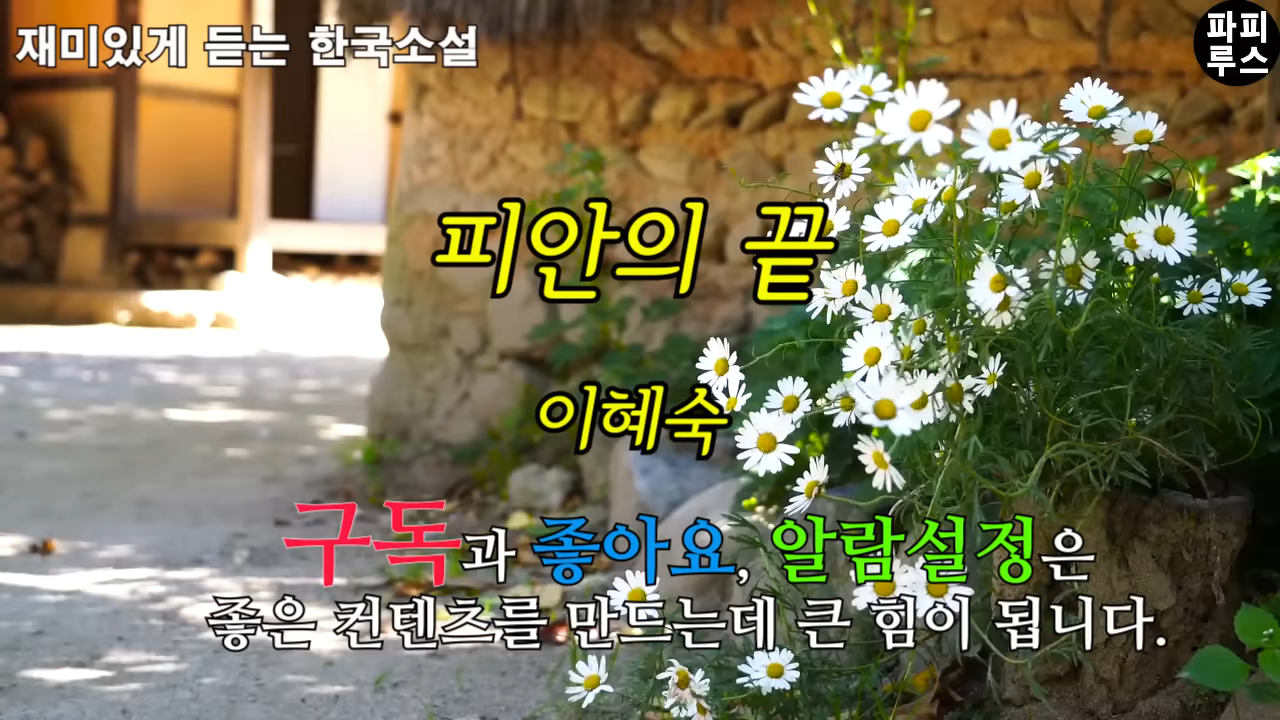 재미있게 듣는 한국소설
파피
루스
피안의 끝
이혜숙
구독과 좋아요, 알람설정은
좋은 컨텐츠를 만드는데 큰 힘이 됩니다.